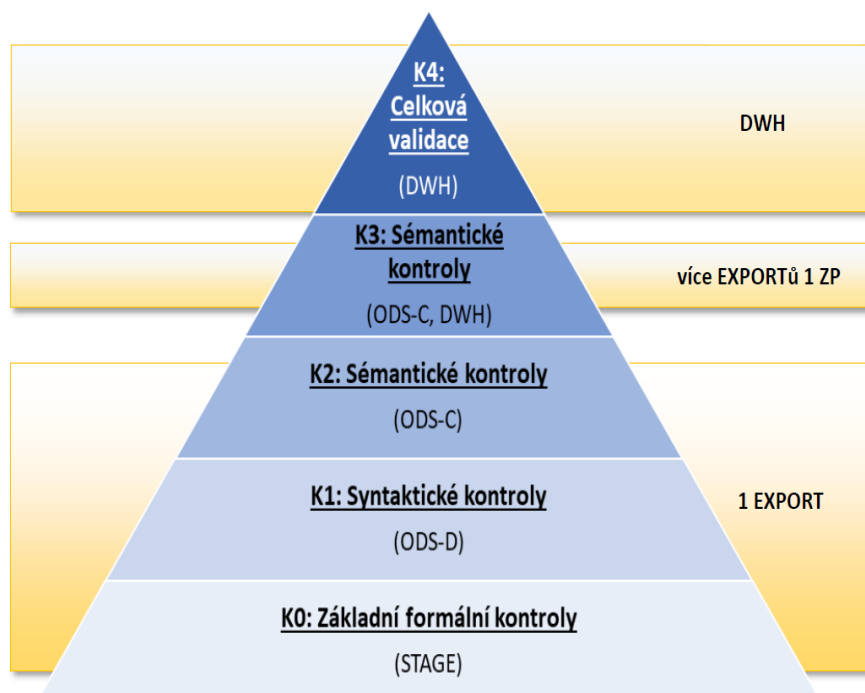 K4:
Celková
validace
(DWH)
DWH
K3: Sémantické
kontroly
(ODS-C, DWH)
více EXPORTů 1 ZP
K2: Sémantické kontroly
(ODS-C)
K1: Syntaktické kontroly
(ODS-D)
1 EXPORT
K0: Základní formální kontroly
(STAGE)